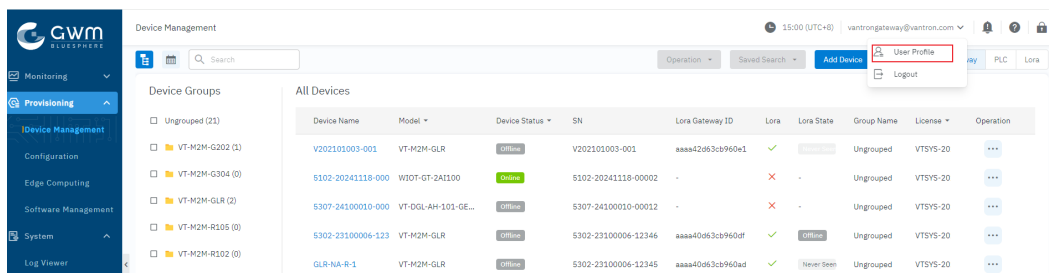 GWM
BLUESPHERE
Device Management
15:00 (UTC+8)
vantrongateway@vantron.com
User Profile
Logout
Search
Operation
Saved Search
Add Device
way
PLC
Lora
Monitoring
Provisioning
Device Management
Configuration
Edge Computing
Software Management
System
Log Viewer
Device Groups
Ungrouped (21)
VT-M2M-G202 (1)
VT-M2M-G304 (0)
VT-M2M-GLR (2)
VT-M2M-R105 (0)
VT-M2M-R102 (0)
All Devices
Device Name Model Device Status SN Lora Gateway ID Lora Lora State Group Name License Operation
V202101003-001 VT-M2M-GLR Offline V202101003-001 aaaa42d63cb960e1 Never Seen Ungrouped VTSYS-20
5102-20241118-000 WIOT-GT-2AI100 Online 5102-20241118-00002 - - Ungrouped VTSYS-20
5307-24100010-000 VT-DGL-AH-101-GE... Offline 5307-24100010-00012 - - Ungrouped VTSYS-20
5302-23100006-123 VT-M2M-GLR Offline 5302-23100006-12346 aaaa40d63cb960df Offline Ungrouped VTSYS-20
GLR-NA-R-1 VT-M2M-GLR Offline 5302-23100006-12345 aaaa40d63cb960ad Never Seen Ungrouped VTSYS-20